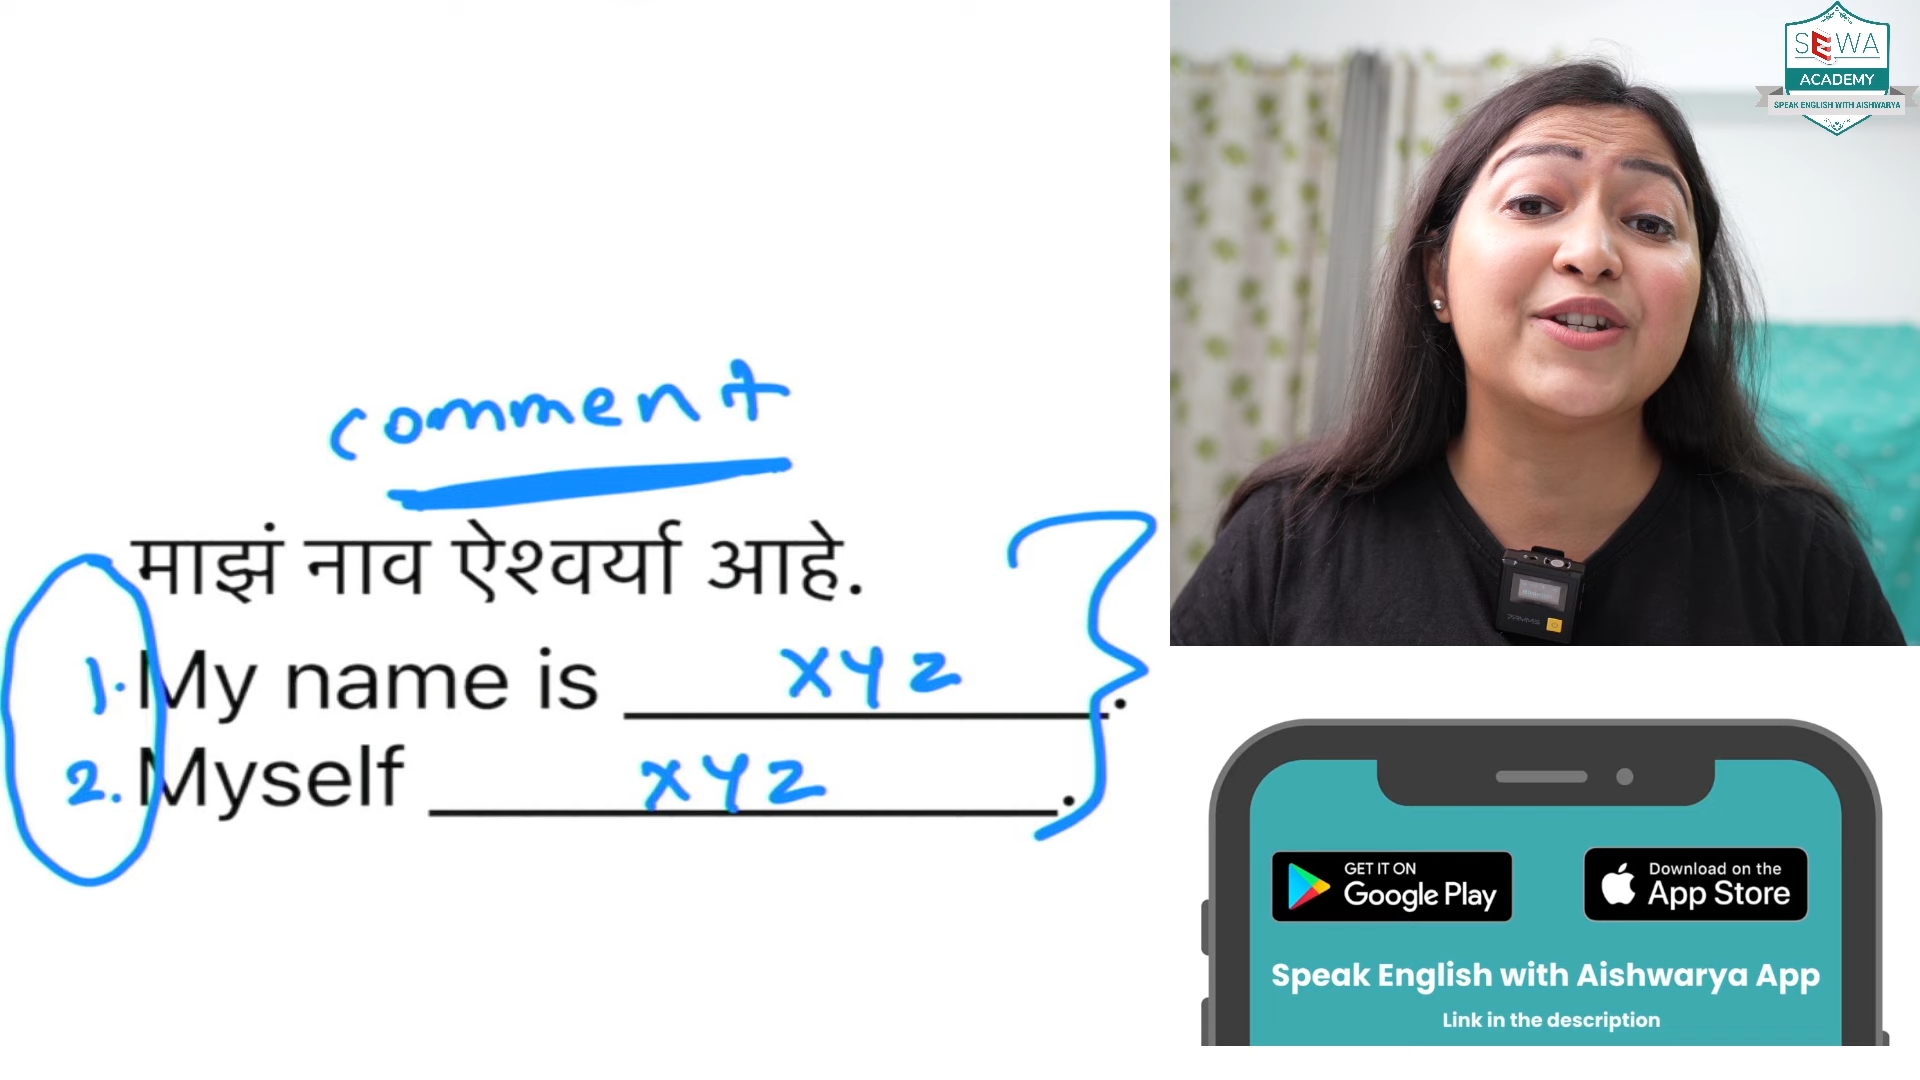 comment
माझं नाव ऐश्वर्या आहे.
1. My name is xyz.
2. Myself xyz.
SEWA
ACADEMY
SPEAK ENGLISH WITH AISHWARYA
GET IT ON
Google Play
Download on the
App Store
Speak English with Aishwarya App
Link in the description